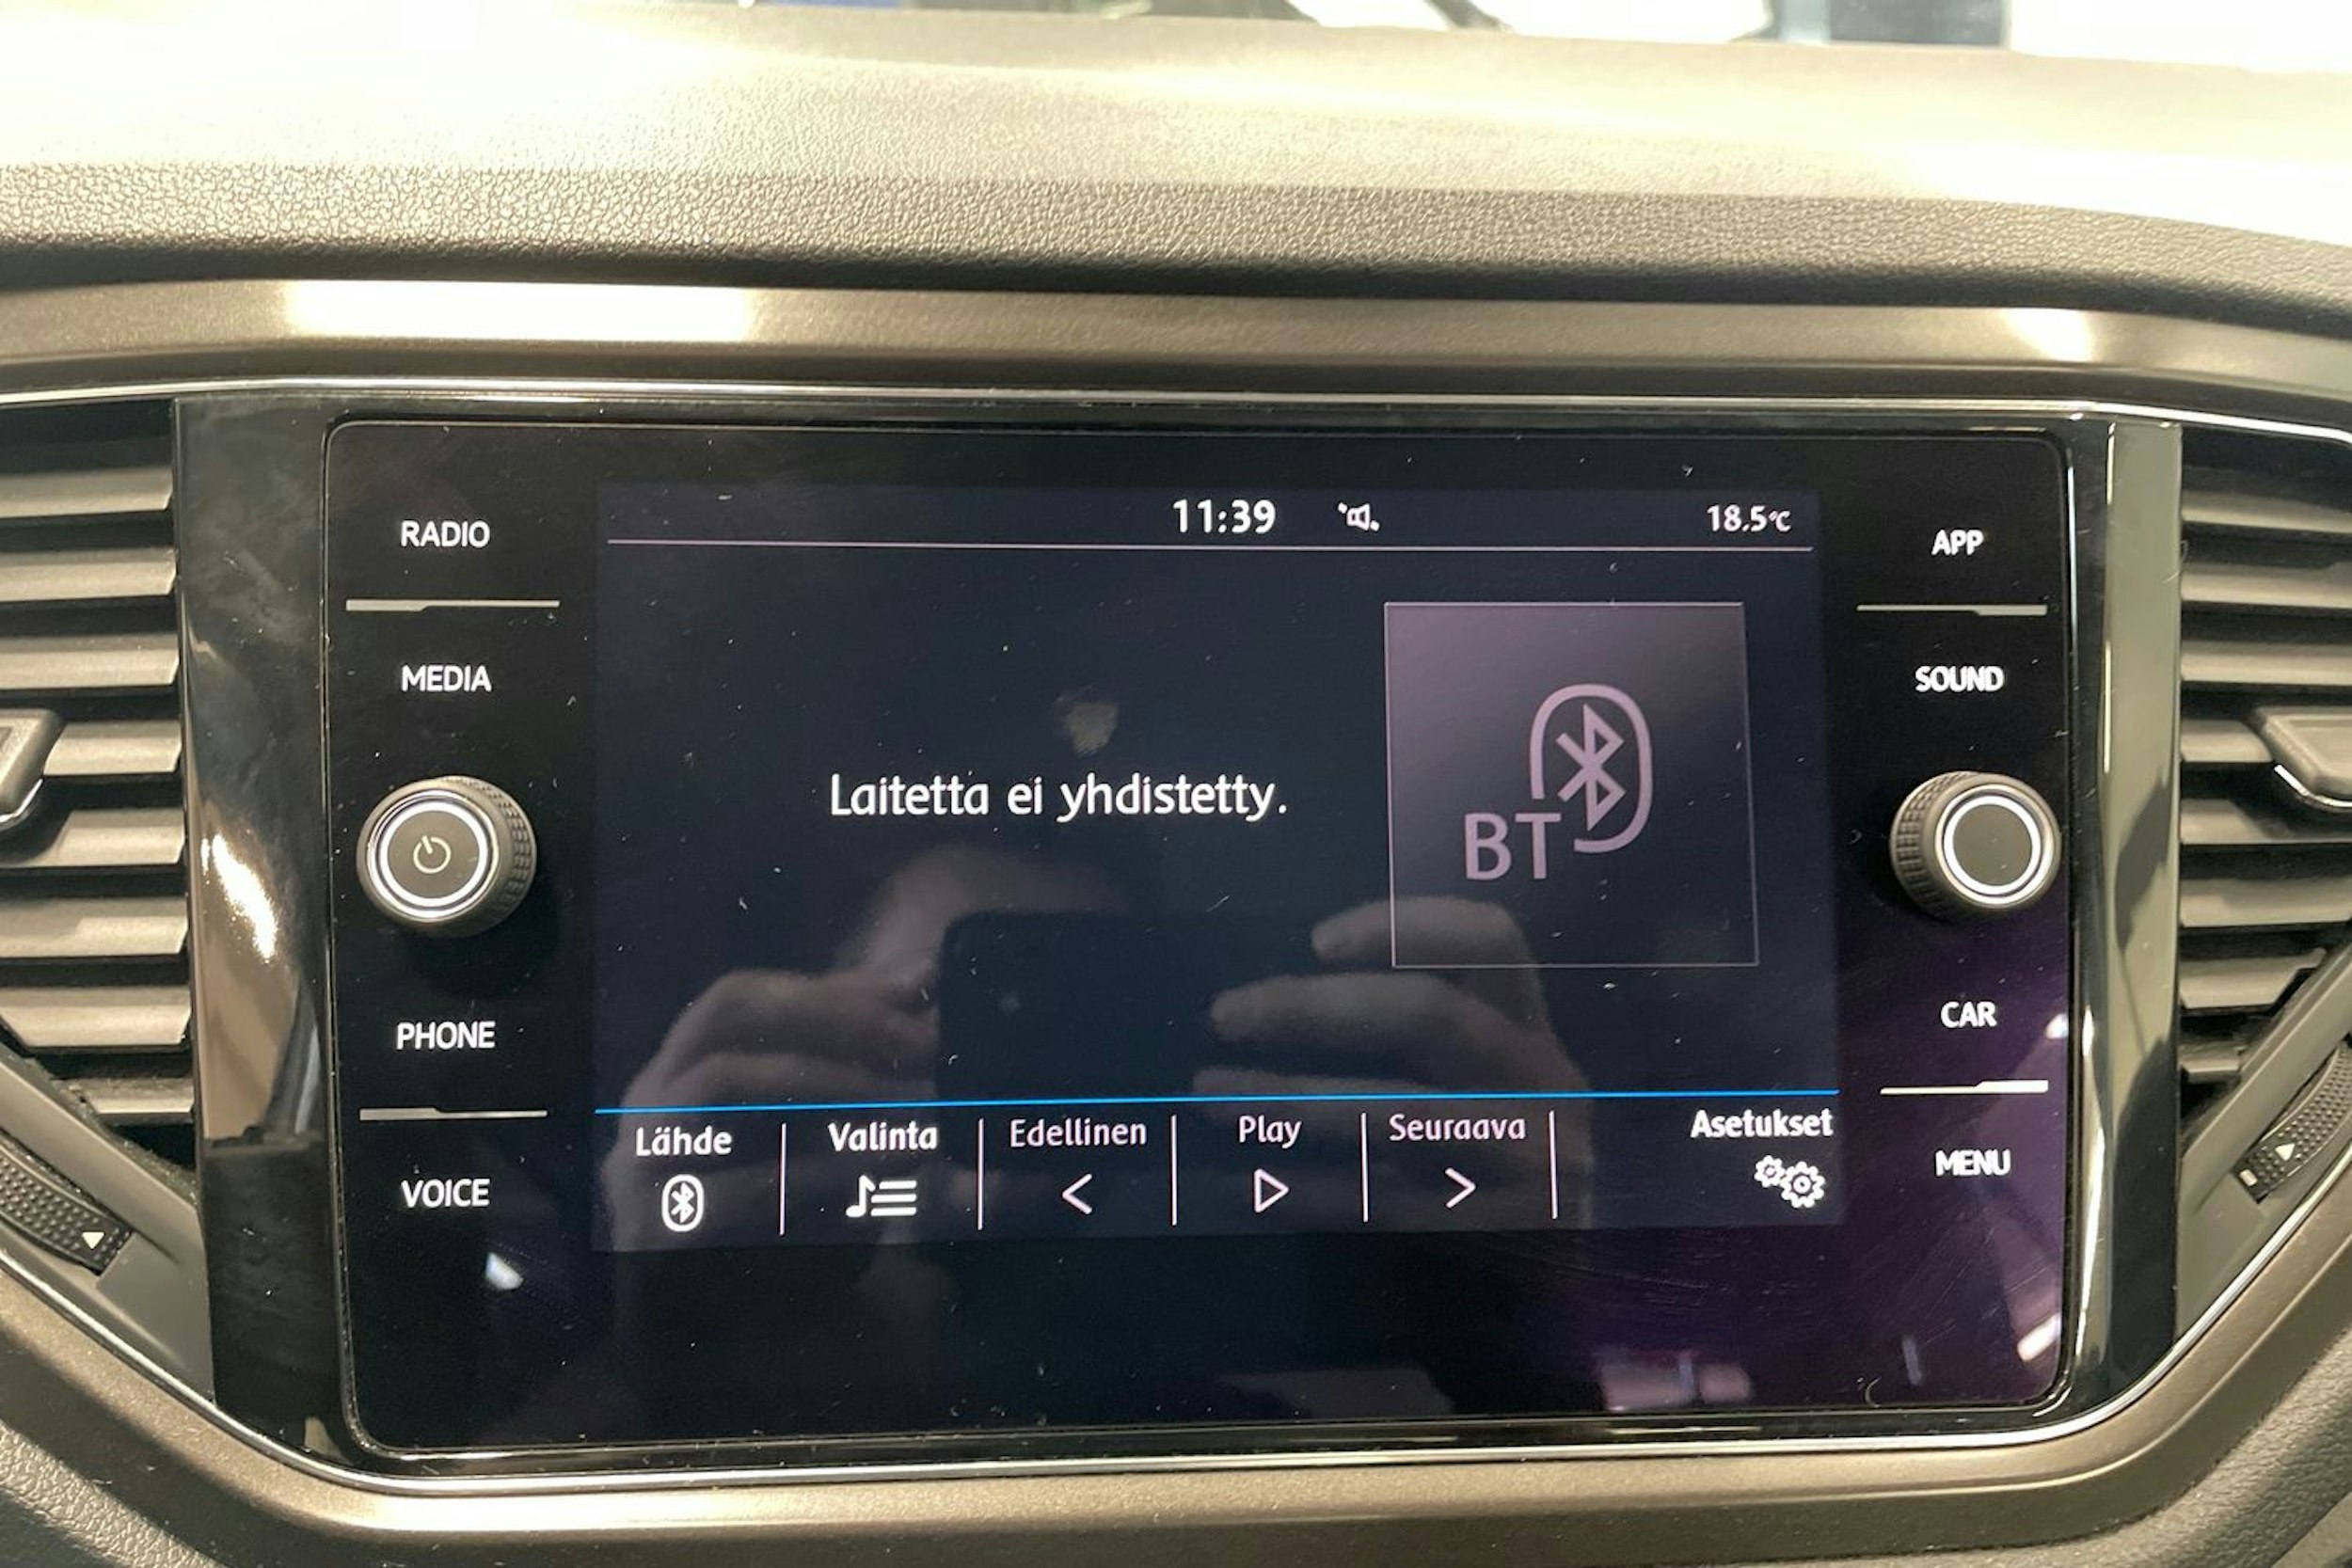 11:39 18.5°C
RADIO
MEDIA
PHONE
VOICE
Laitetta ei yhdistetty.
BT
Lähde
Valinta
Edellinen
Play
Seuraava
Asetukset
APP
SOUND
CAR
MENU